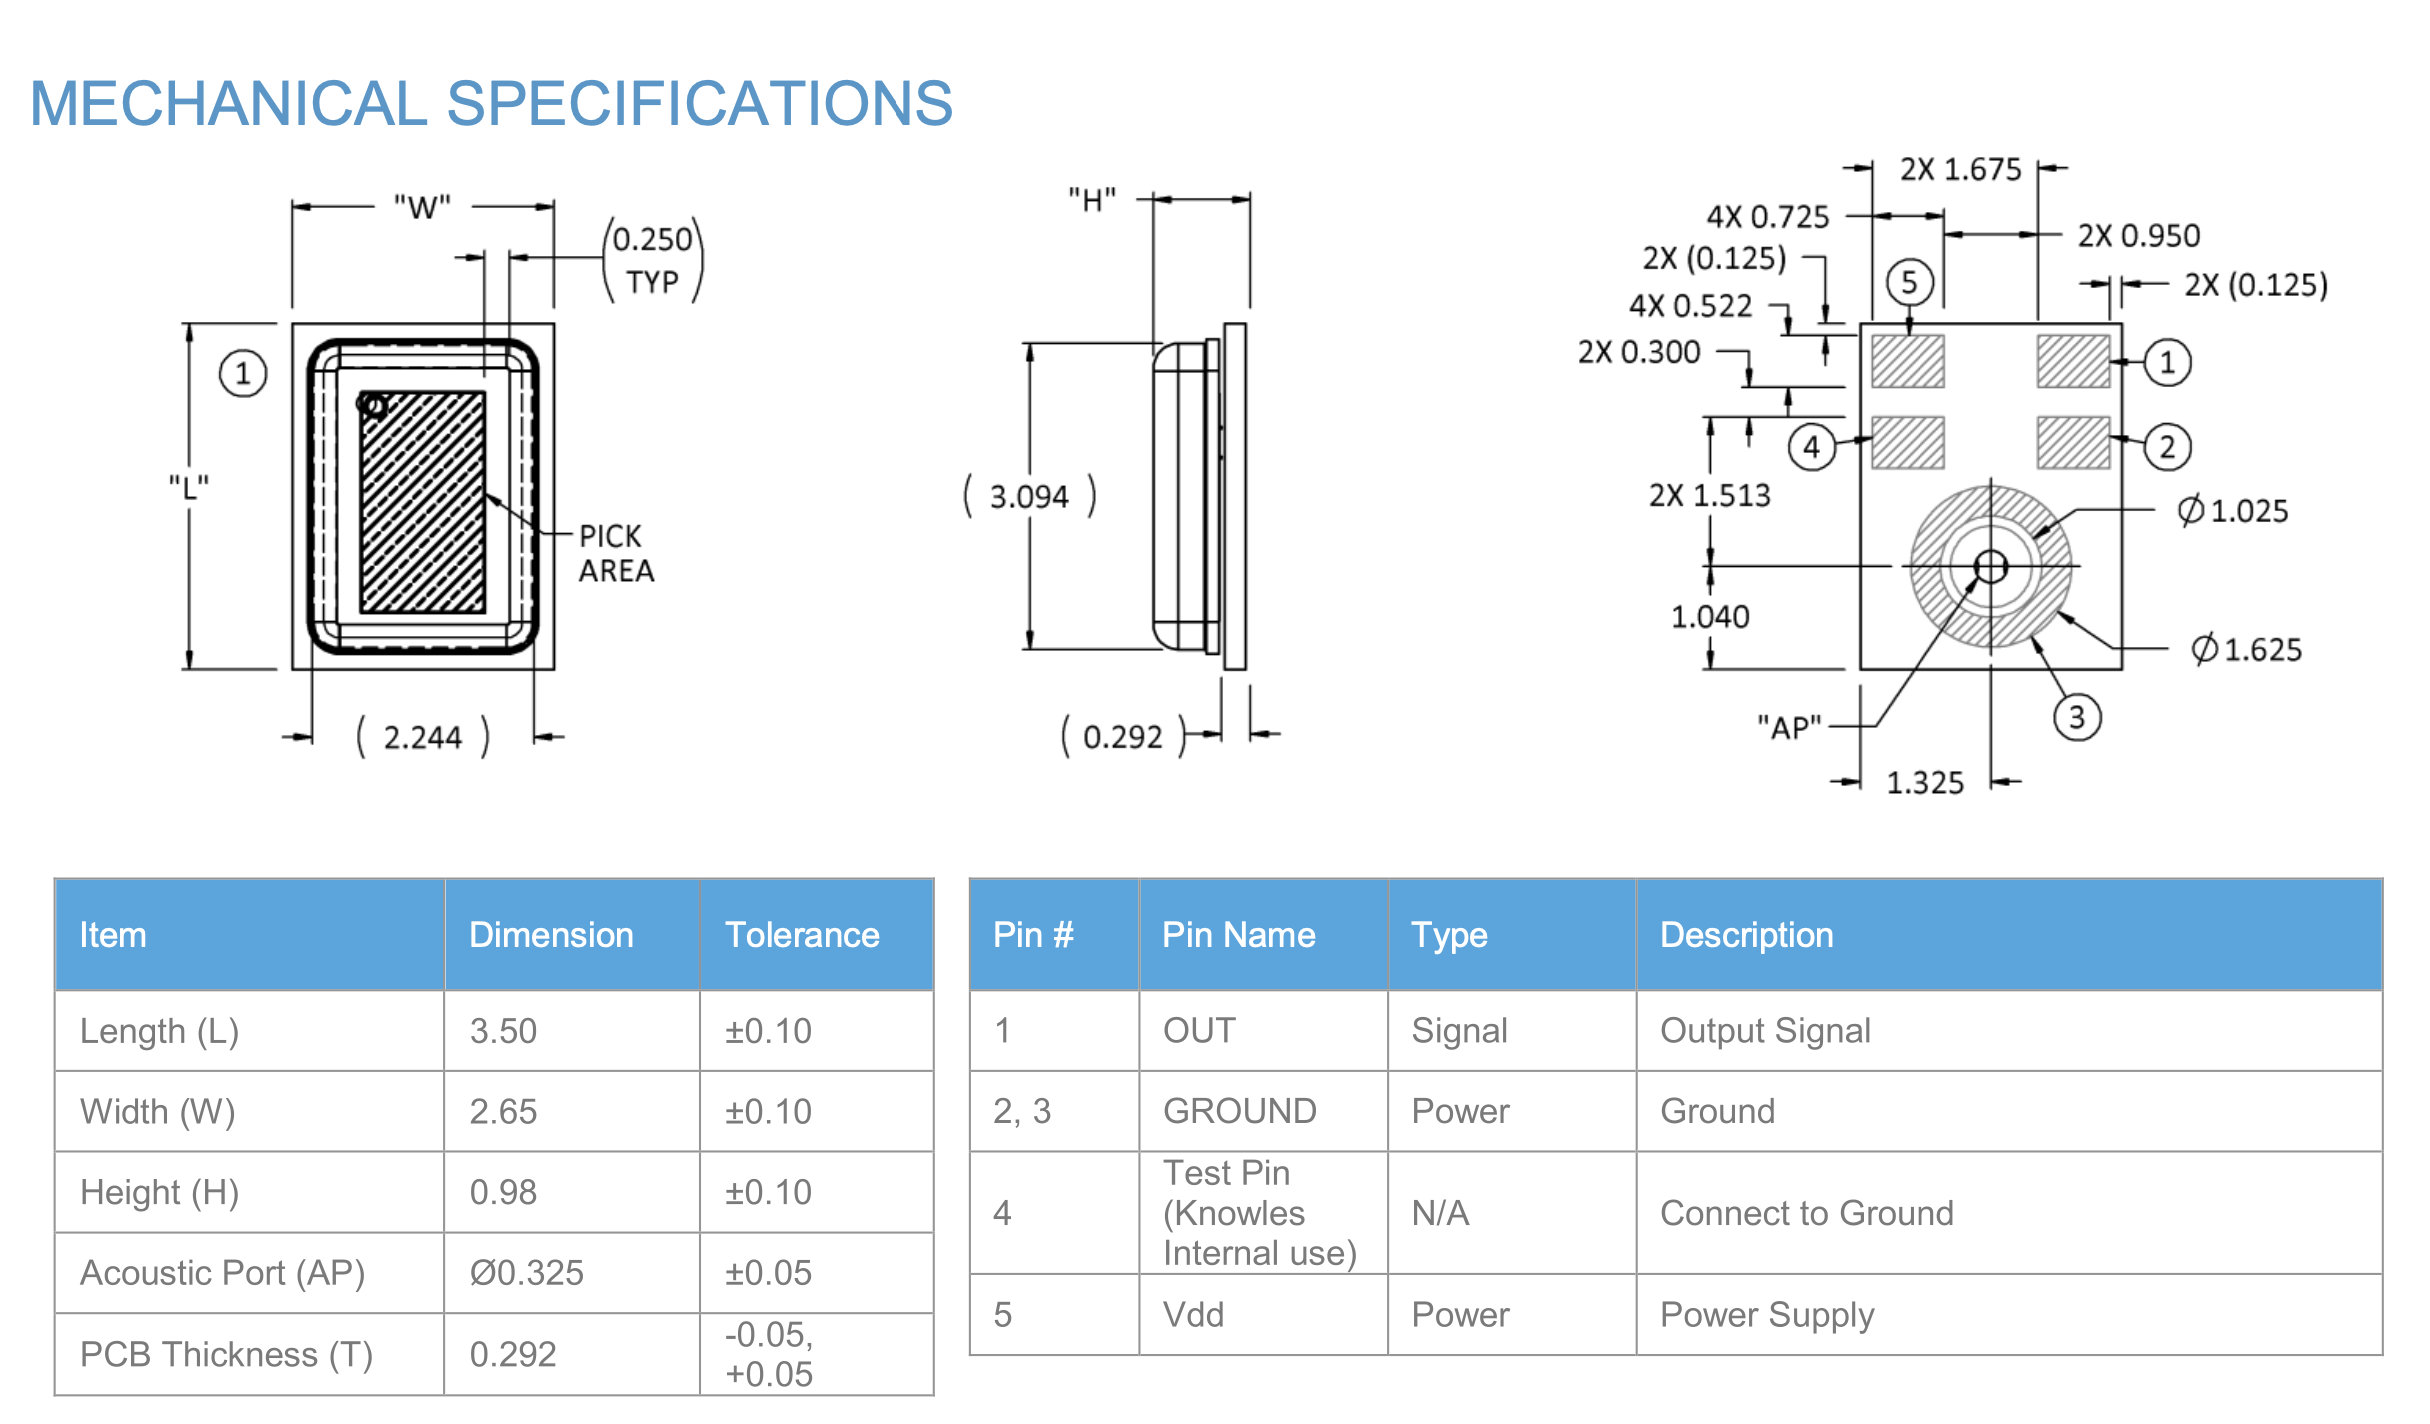 MECHANICAL SPECIFICATIONS
"W"
(0.250)
TYP
1
"L"
PICK
AREA
( 2.244 )
"H"
( 3.094 )
( 0.292 )
2X 1.675
4X 0.725
2X 0.950
2X (0.125)
5
2X (0.125)
4X 0.522
2X 0.300
1
4
2
2X 1.513
Ø 1.025
1.040
Ø 1.625
"AP"
3
1.325
Item Dimension Tolerance
Length (L) 3.50 ±0.10
Width (W) 2.65 ±0.10
Height (H) 0.98 ±0.10
Acoustic Port (AP) Ø0.325 ±0.05
PCB Thickness (T) 0.292 -0.05,
+0.05
Pin # Pin Name Type Description
1 OUT Signal Output Signal
2, 3 GROUND Power Ground
Test Pin
4 (Knowles N/A Connect to Ground
Internal use)
5 Vdd Power Power Supply